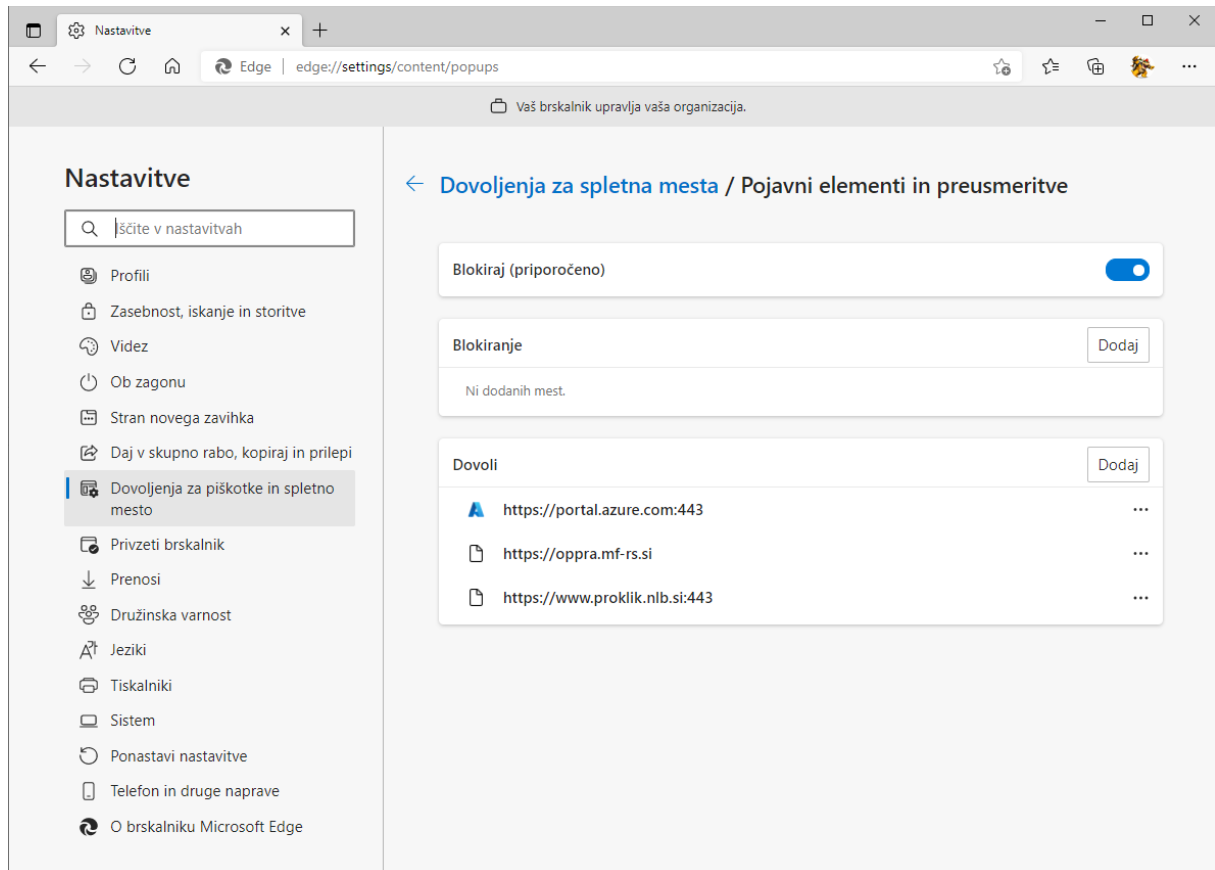 Nastavitve
Edge | edge://settings/content/popups
Vaš brskalnik upravlja vaša organizacija.
Nastavitve
Iščite v nastavitvah
Profili
Zasebnost, iskanje in storitve
Videz
Ob zagonu
Stran novega zavihka
Daj v skupno rabo, kopiraj in prilepi
Dovoljenja za piškotke in spletno
mesto
Privzeti brskalnik
Prenosi
Družinska varnost
Jeziki
Tiskalniki
Sistem
Ponastavi nastavitve
Telefon in druge naprave
O brskalniku Microsoft Edge
Dovoljenja za spletna mesta / Pojavni elementi in preusmeritve
Blokiraj (priporočeno)
Blokiranje
Dodaj
Ni dodanih mest.
Dovoli
Dodaj
https://portal.azure.com:443
https://oppra.mf-rs.si
https://www.proklik.nlb.si:443